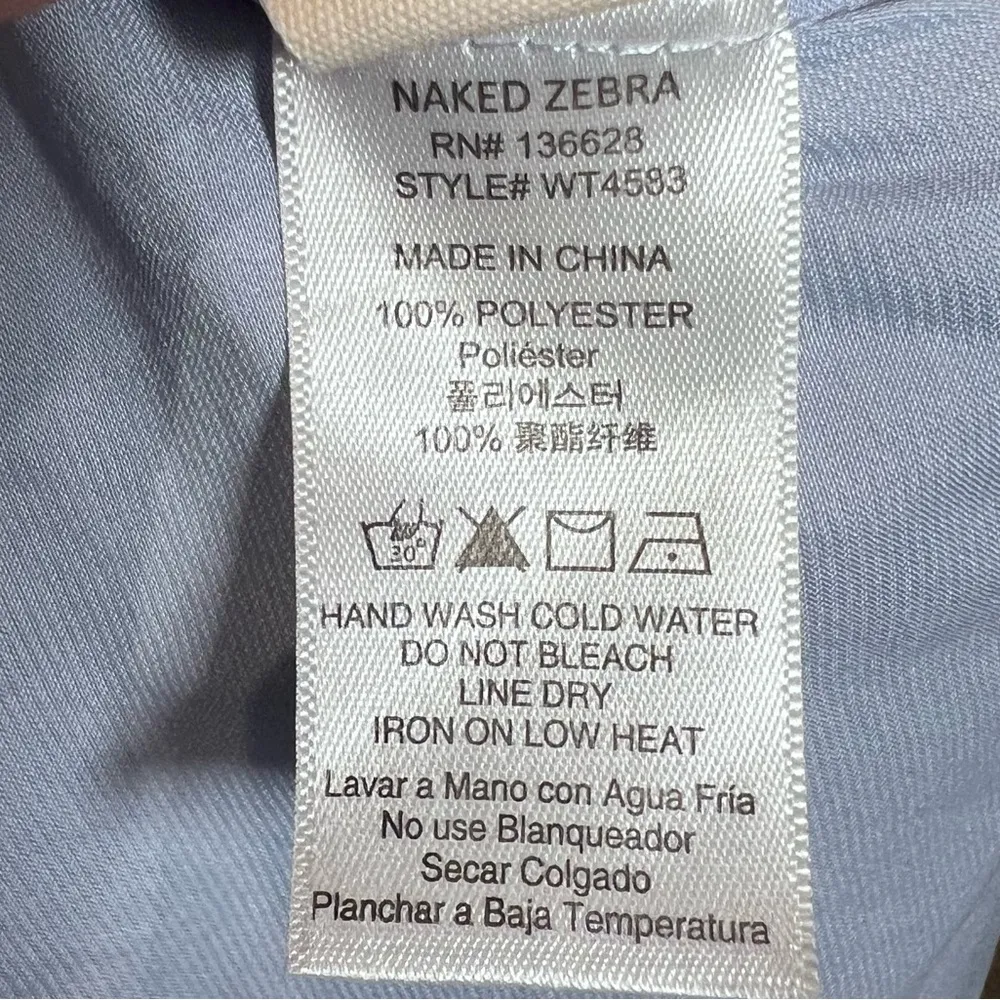 NAKED ZEBRA
RN# 136628
STYLE# WT4593
MADE IN CHINA
100% POLYESTER
Poliéster
폴리에스터
100% 聚酯纤维
30°
HAND WASH COLD WATER
DO NOT BLEACH
LINE DRY
IRON ON LOW HEAT
Lavar a Mano con Agua Fría
No use Blanqueador
Secar Colgado
Planchar a Baja Temperatura